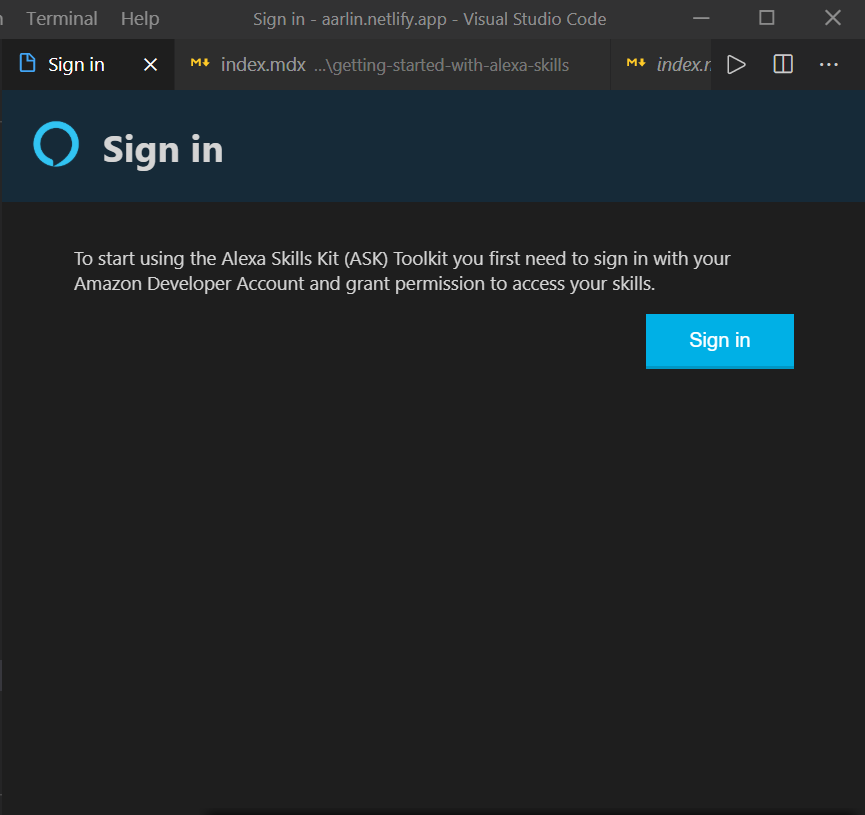 Terminal Help Sign in - aarlin.netlify.app - Visual Studio Code
Sign in index.mdx ...\getting-started-with-alexa-skills
Sign in
To start using the Alexa Skills Kit (ASK) Toolkit you first need to sign in with your
Amazon Developer Account and grant permission to access your skills.
Sign in